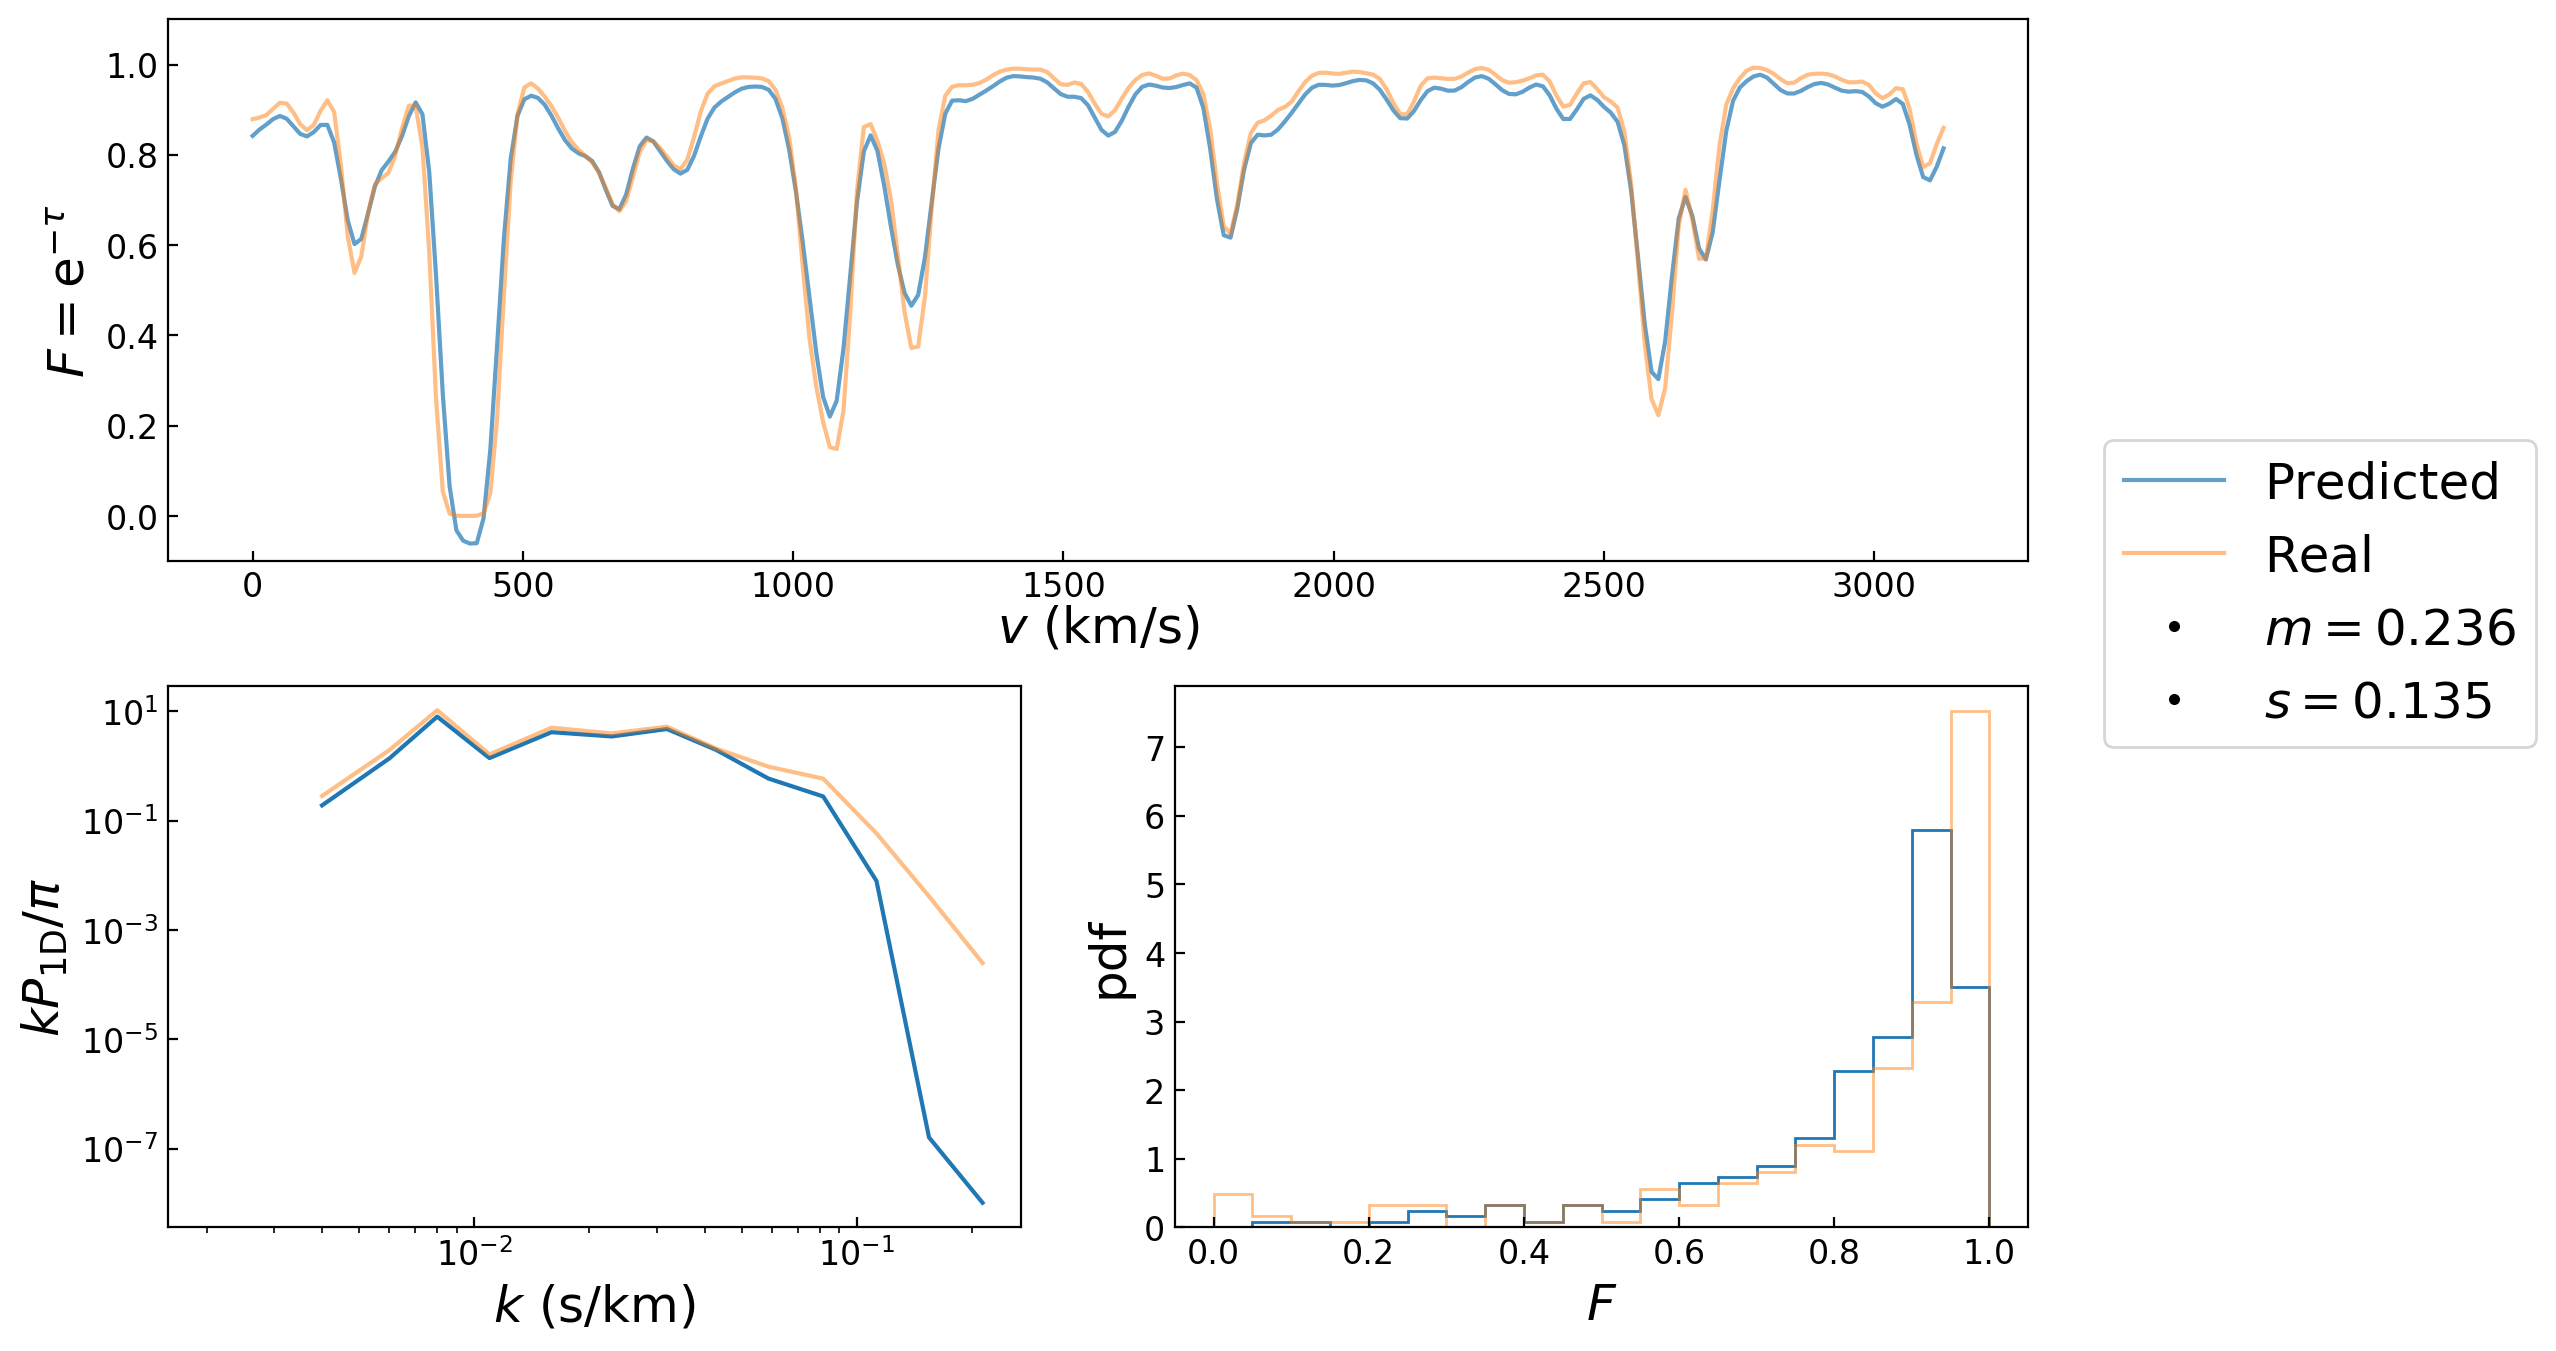 F = e^{-τ}
1.0
0.8
0.6
0.4
0.2
0.0
0 500 1000 1500 2000 2500 3000
v (km/s)
Predicted
Real
m = 0.236
s = 0.135
kP_{1D}/π
10^{1}
10^{-1}
10^{-3}
10^{-5}
10^{-7}
10^{-2} 10^{-1}
k (s/km)
pdf
7
6
5
4
3
2
1
0
0.0 0.2 0.4 0.6 0.8 1.0
F